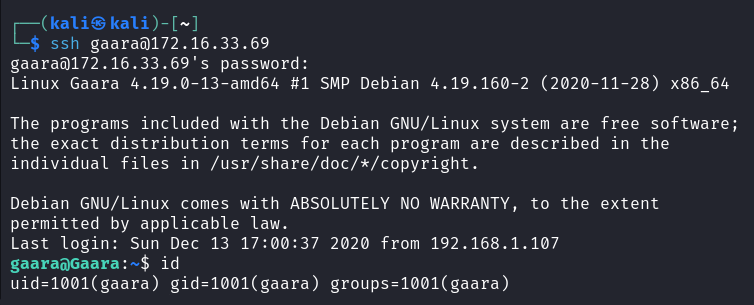 ┌──(kali㉿kali)-[~]
└─$ ssh gaara@172.16.33.69
gaara@172.16.33.69's password:
Linux Gaara 4.19.0-13-amd64 #1 SMP Debian 4.19.160-2 (2020-11-28) x86_64

The programs included with the Debian GNU/Linux system are free software;
the exact distribution terms for each program are described in the
individual files in /usr/share/doc/*/copyright.

Debian GNU/Linux comes with ABSOLUTELY NO WARRANTY, to the extent
permitted by applicable law.
Last login: Sun Dec 13 17:00:37 2020 from 192.168.1.107
gaara@Gaara:~$ id
uid=1001(gaara) gid=1001(gaara) groups=1001(gaara)